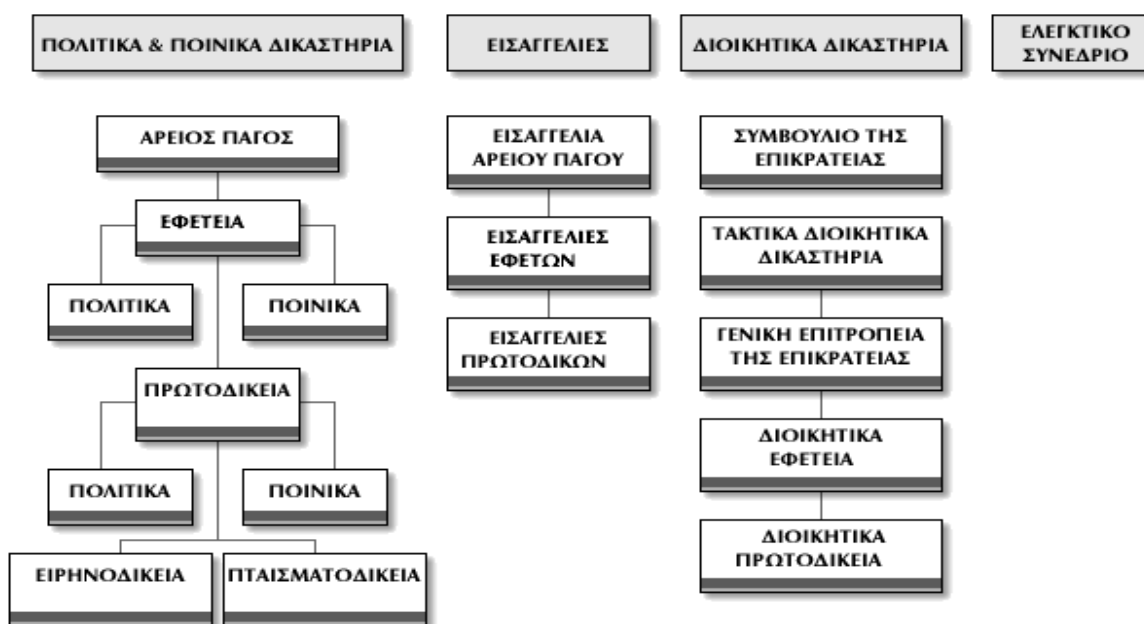 ΠΟΛΙΤΙΚΑ & ΠΟΙΝΙΚΑ ΔΙΚΑΣΤΗΡΙΑ
ΑΡΕΙΟΣ ΠΑΓΟΣ
ΕΦΕΤΕΙΑ
ΠΟΛΙΤΙΚΑ
ΠΟΙΝΙΚΑ
ΠΡΩΤΟΔΙΚΕΙΑ
ΠΟΛΙΤΙΚΑ
ΠΟΙΝΙΚΑ
ΕΙΡΗΝΟΔΙΚΕΙΑ
ΠΤΑΙΣΜΑΤΟΔΙΚΕΙΑ
ΕΙΣΑΓΓΕΛΙΕΣ
ΕΙΣΑΓΓΕΛΙΑ
ΑΡΕΙΟΥ ΠΑΓΟΥ
ΕΙΣΑΓΓΕΛΙΕΣ
ΕΦΕΤΩΝ
ΕΙΣΑΓΓΕΛΙΕΣ
ΠΡΩΤΟΔΙΚΩΝ
ΔΙΟΙΚΗΤΙΚΑ ΔΙΚΑΣΤΗΡΙΑ
ΣΥΜΒΟΥΛΙΟ ΤΗΣ
ΕΠΙΚΡΑΤΕΙΑΣ
ΤΑΚΤΙΚΑ ΔΙΟΙΚΗΤΙΚΑ
ΔΙΚΑΣΤΗΡΙΑ
ΓΕΝΙΚΗ ΕΠΙΤΡΟΠΕΙΑ
ΤΗΣ ΕΠΙΚΡΑΤΕΙΑΣ
ΔΙΟΙΚΗΤΙΚΑ
ΕΦΕΤΕΙΑ
ΔΙΟΙΚΗΤΙΚΑ
ΠΡΩΤΟΔΙΚΕΙΑ
ΕΛΕΓΚΤΙΚΟ
ΣΥΝΕΔΡΙΟ